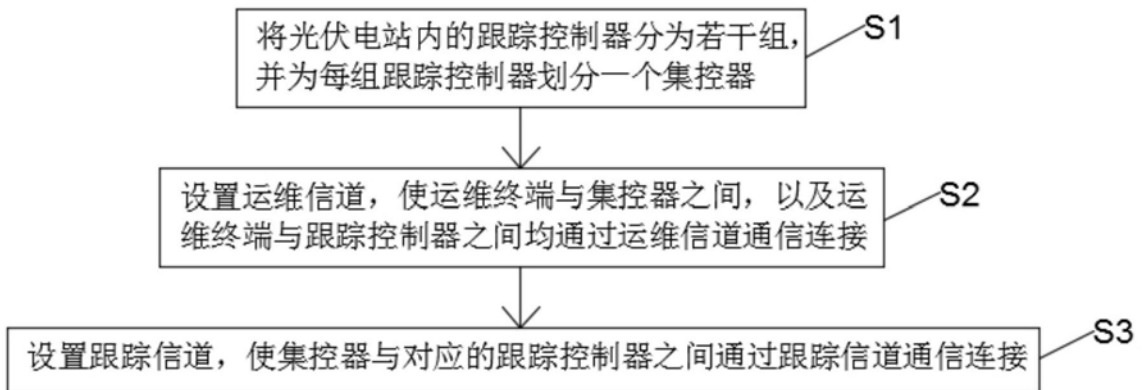 将光伏电站内的跟踪控制器分为若干组，
并为每组跟踪控制器划分一个集控器
S1
设置运维信道，使运维终端与集控器之间，以及运
维终端与跟踪控制器之间均通过运维信道通信连接
S2
设置跟踪信道，使集控器与对应的跟踪控制器之间通过跟踪信道通信连接
S3